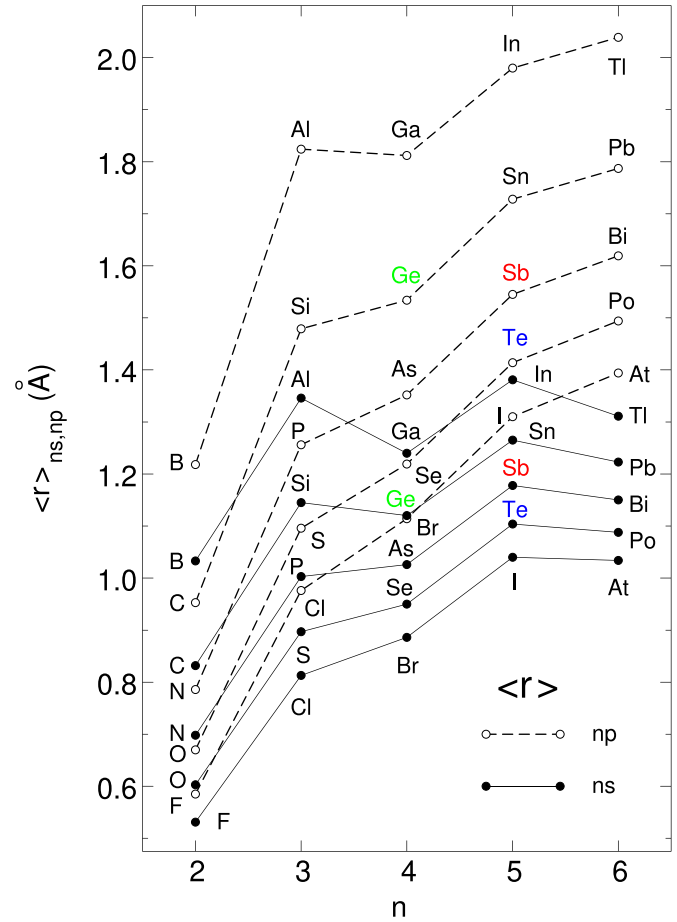 2.0
1.8
1.6
1.4
1.2
1.0
0.8
0.6
<r>ns,np (Å)
2 3 4 5 6
n
In
Tl
Al
Ga
Pb
Sn
Bi
Ge
Sb
Si
Po
Te
As
Al
At
In
I
Tl
P
Ga
Sn
B
Se
Sb
Pb
Si
Ge
Bi
Te
Br
S
Po
As
B
P
Se
I
At
C
Cl
S
Br
C
Cl
N
N
O
O
F
F
<r>
np
ns